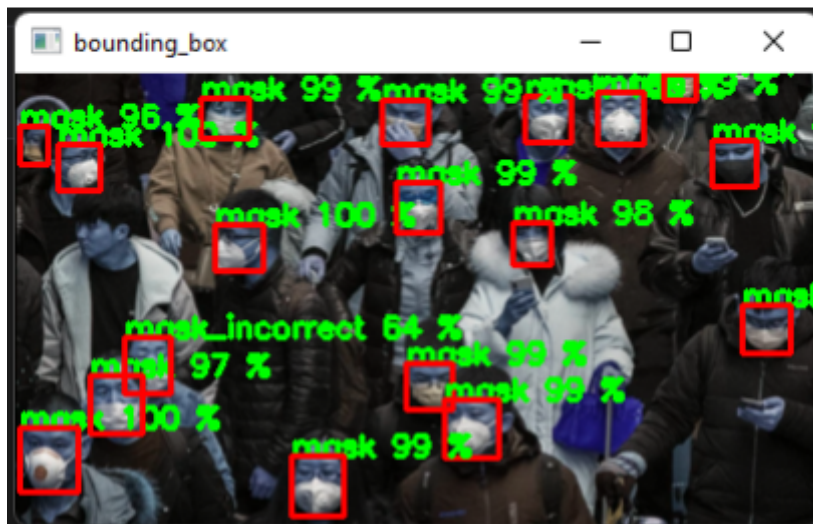 bounding_box
mask 99 %
mask 99 %
mask 96 %
mask 100 %
mask
mask 99 %
mask 100 %
mask 98 %
mask
mask_incorrect 64 %
mask 97 %
mask 99 %
mask 99 %
mask 100 %
mask 99 %